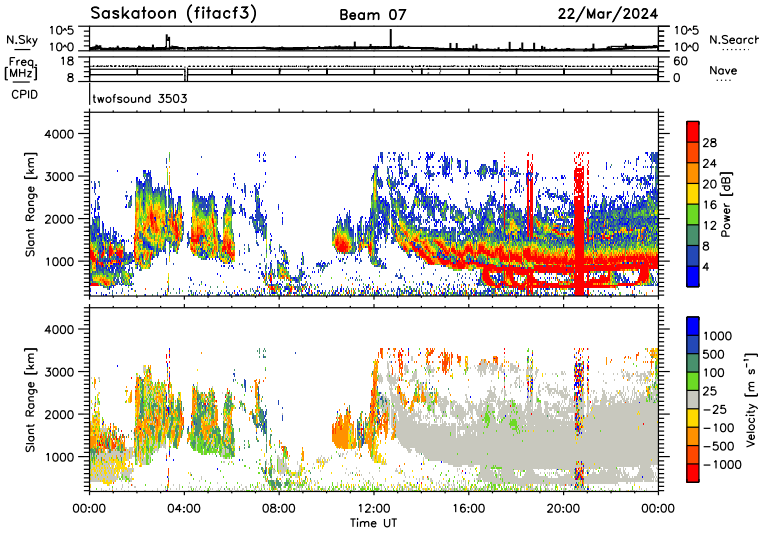 Saskatoon (fitacf3) Beam 07 22/Mar/2024
N.Sky 10^5 10^0 10^5 10^0 N.Search
Freq. [MHz] 18 8 60 0 Nave
CPID twofsound 3503
Slant Range [km] 4000 3000 2000 1000
Power [dB] 28 24 20 16 12 8 4
Slant Range [km] 4000 3000 2000 1000
Velocity [m s^-1] 1000 500 100 25 -25 -100 -500 -1000
00:00 04:00 08:00 12:00 16:00 20:00 00:00
Time UT